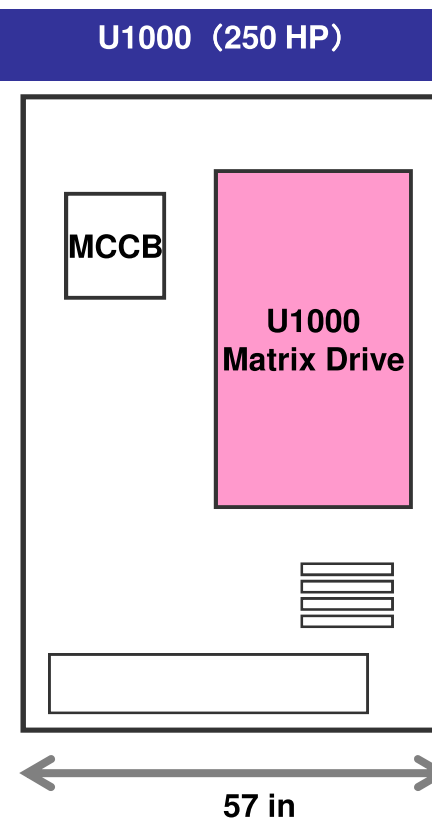 U1000（250 HP）
MCCB
U1000
Matrix Drive
57 in